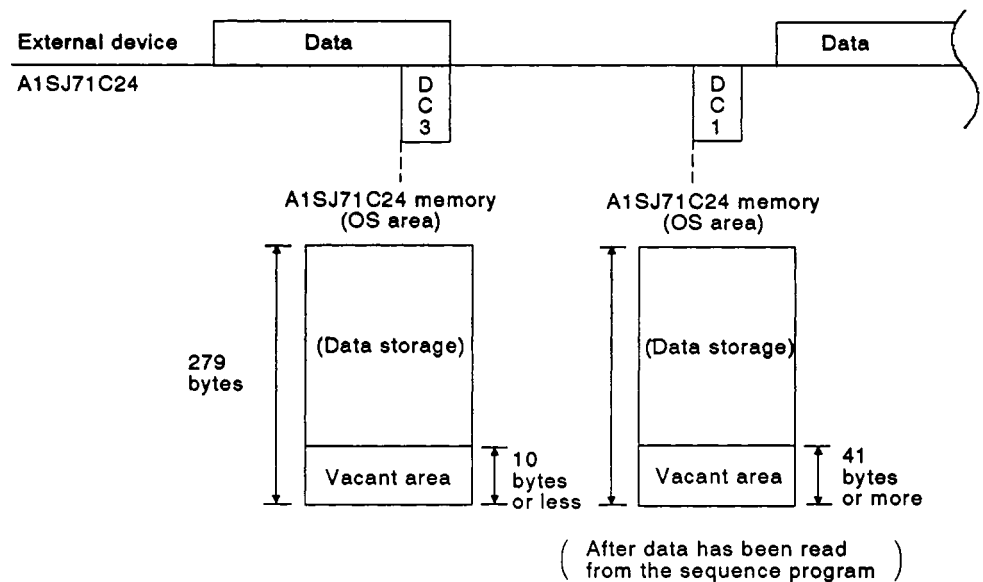 External device
Data
Data
A1SJ71C24
D
C
3
D
C
1
A1SJ71C24 memory
(OS area)
A1SJ71C24 memory
(OS area)
279
bytes
(Data storage)
(Data storage)
Vacant area
10
bytes
or less
Vacant area
41
bytes
or more
( After data has been read
from the sequence program )